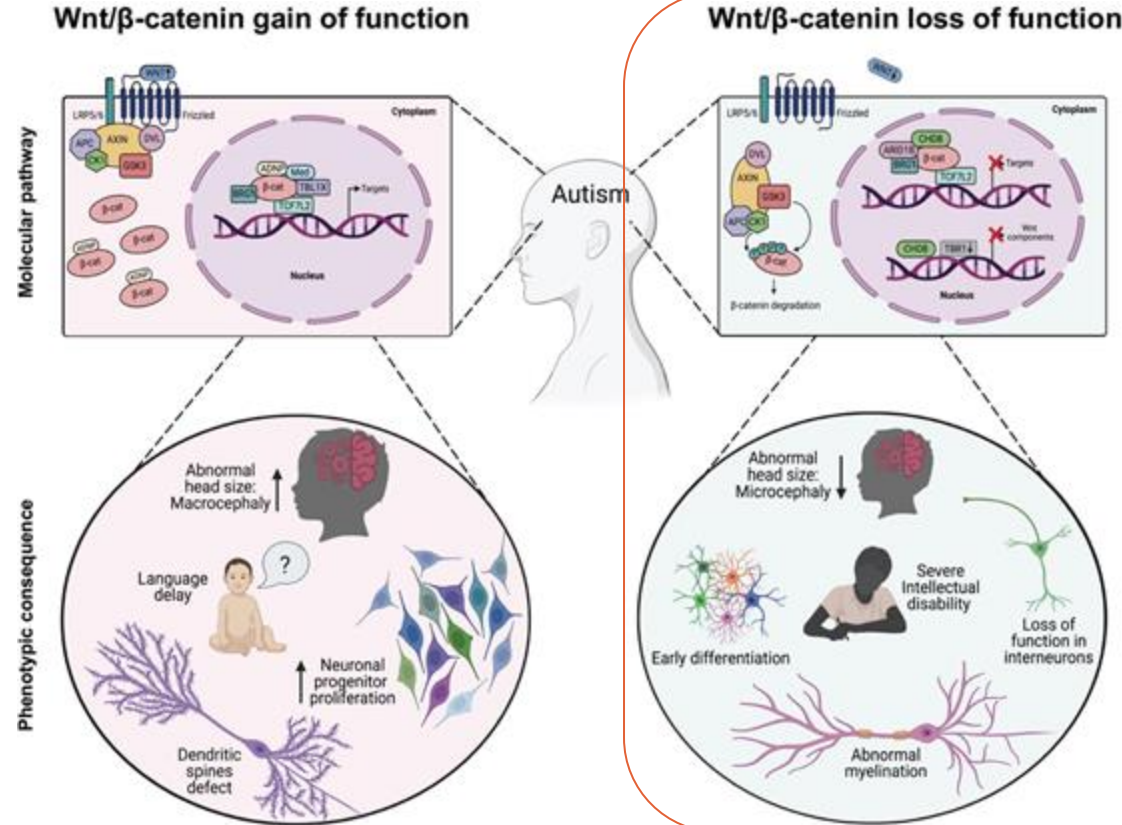 Wnt/β-catenin gain of function
Wnt/β-catenin loss of function
Molecular pathway
WNT↑
LRP5/6
Frizzled
Cytoplasm
APC
AXIN
DVL
CK1
GSK3
β-cat
ADNP
β-cat
β-cat
ADNP
β-cat
ADNP
Med
BRG1
β-cat
TBL1X
TCF7L2
Targets
Nucleus
Autism
WNT↓
LRP5/6
Frizzled
Cytoplasm
DVL
AXIN
GSK3
APC
CK1
β-cat
β-catenin degradation
CHD8
ARID1B
β-cat
BRG1
TCF7L2
Targets
CHD8
TBR1↓
Wnt
components
Nucleus
Phenotypic consequence
Abnormal
head size:
Macrocephaly
Language
delay
?
Neuronal
progenitor
proliferation
Dendritic
spines
defect
Abnormal
head size:
Microcephaly
Severe
Intellectual
disability
Early differentiation
Loss of
function in
interneurons
Abnormal
myelination